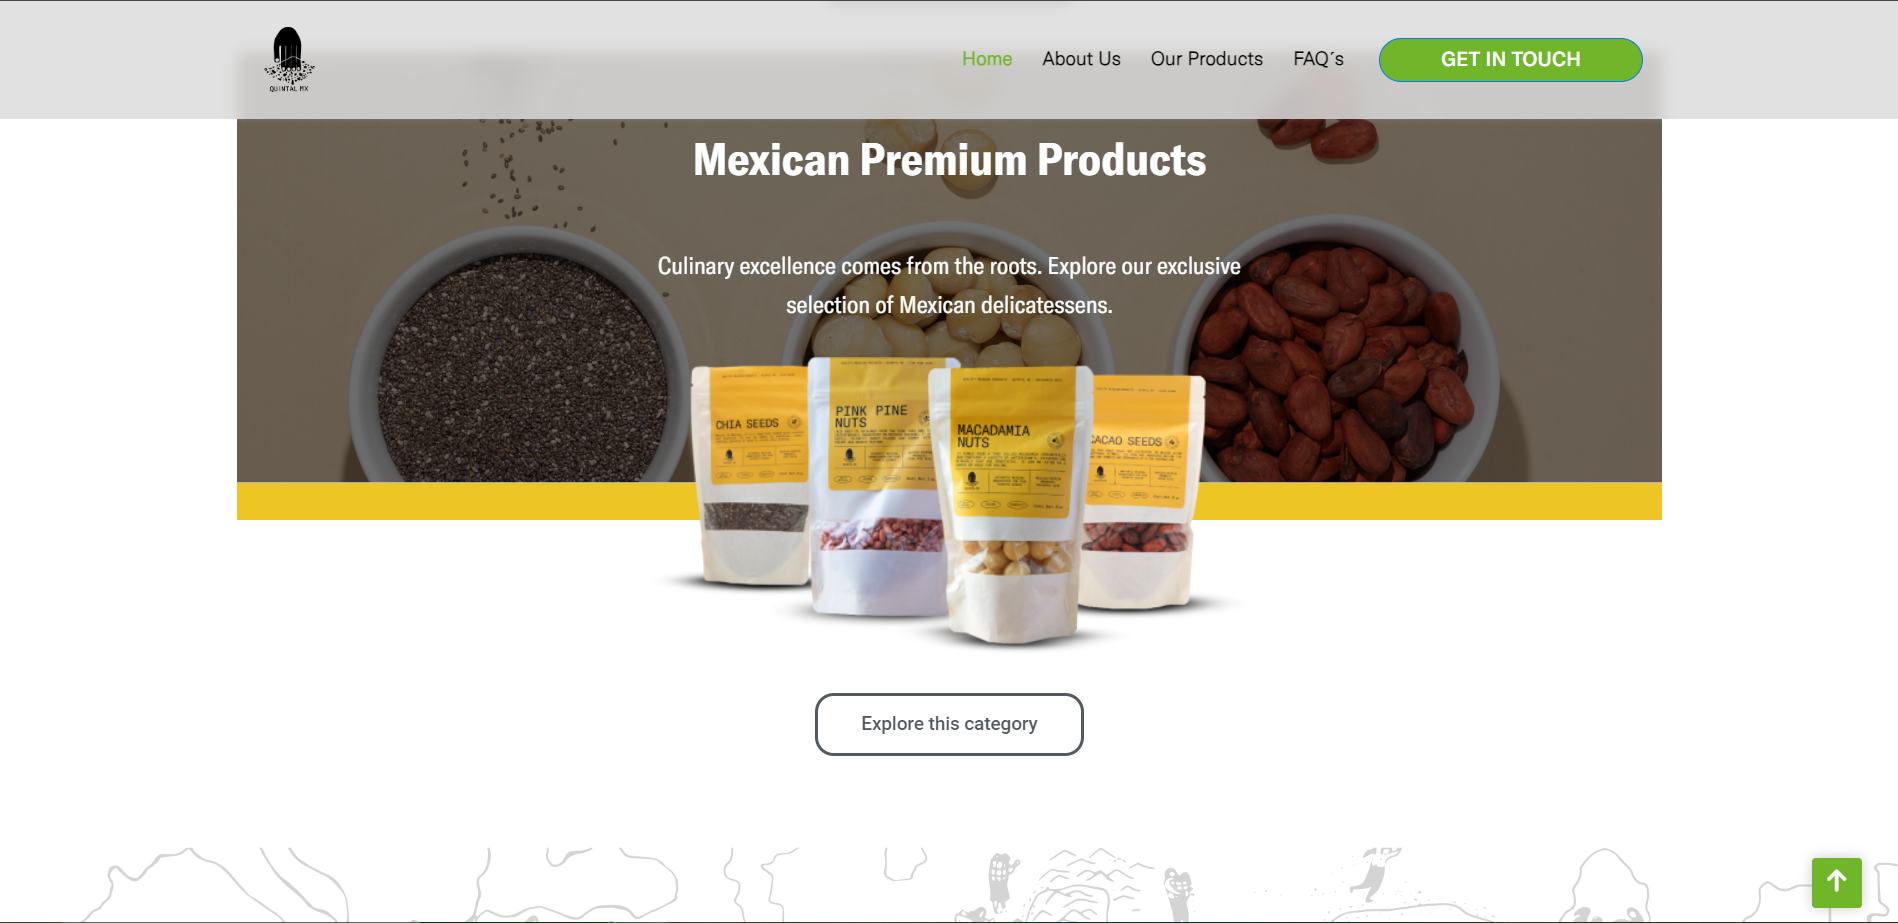 QUINTAL MX
Home
About Us
Our Products
FAQ´s
GET IN TOUCH
Mexican Premium Products
Culinary excellence comes from the roots. Explore our exclusive
selection of Mexican delicatessens.
CHIA SEEDS
PINK PINE
NUTS
MACADAMIA
NUTS
CACAO SEEDS
Explore this category